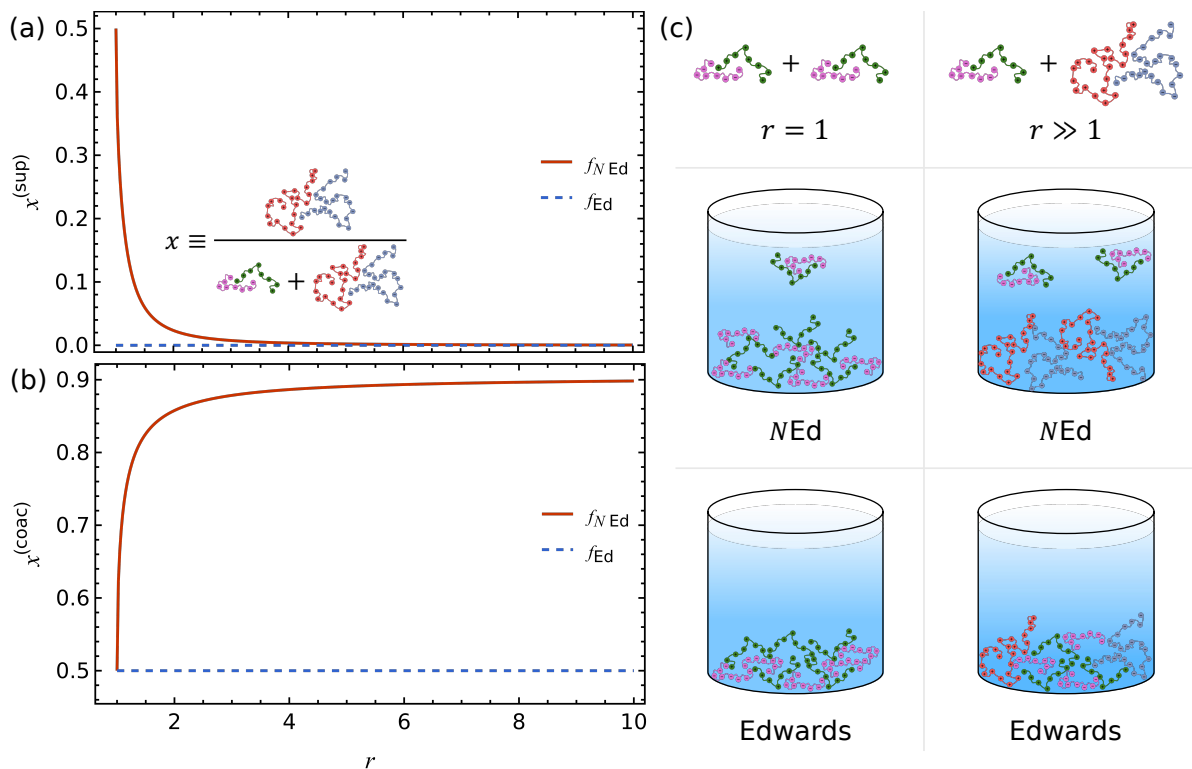 (a)
0.5
0.4
0.3
0.2
0.1
0.0
x^(sup)
f_N Ed
f_Ed
x ≡
+
(b)
0.9
0.8
0.7
0.6
0.5
x^(coac)
f_N Ed
f_Ed
2
4
6
8
10
r
(c)
+
+
r = 1
r ≫ 1
NEd
NEd
Edwards
Edwards